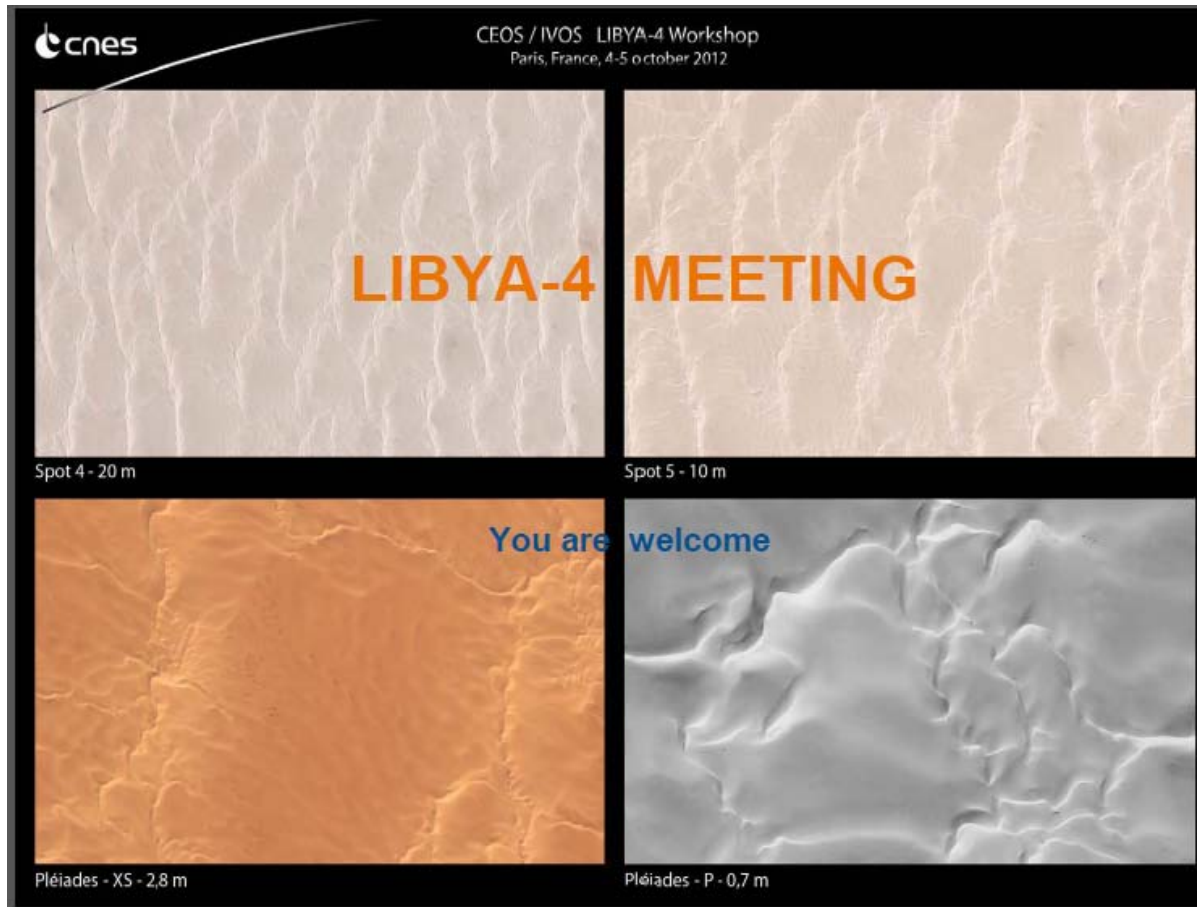 cnes
CEOS / IVOS LIBYA-4 Workshop
Paris, France, 4-5 october 2012
LIBYA-4 MEETING
Spot 4 - 20 m
Spot 5 - 10 m
You are welcome
Pléiades - XS - 2,8 m
Pléiades - P - 0,7 m